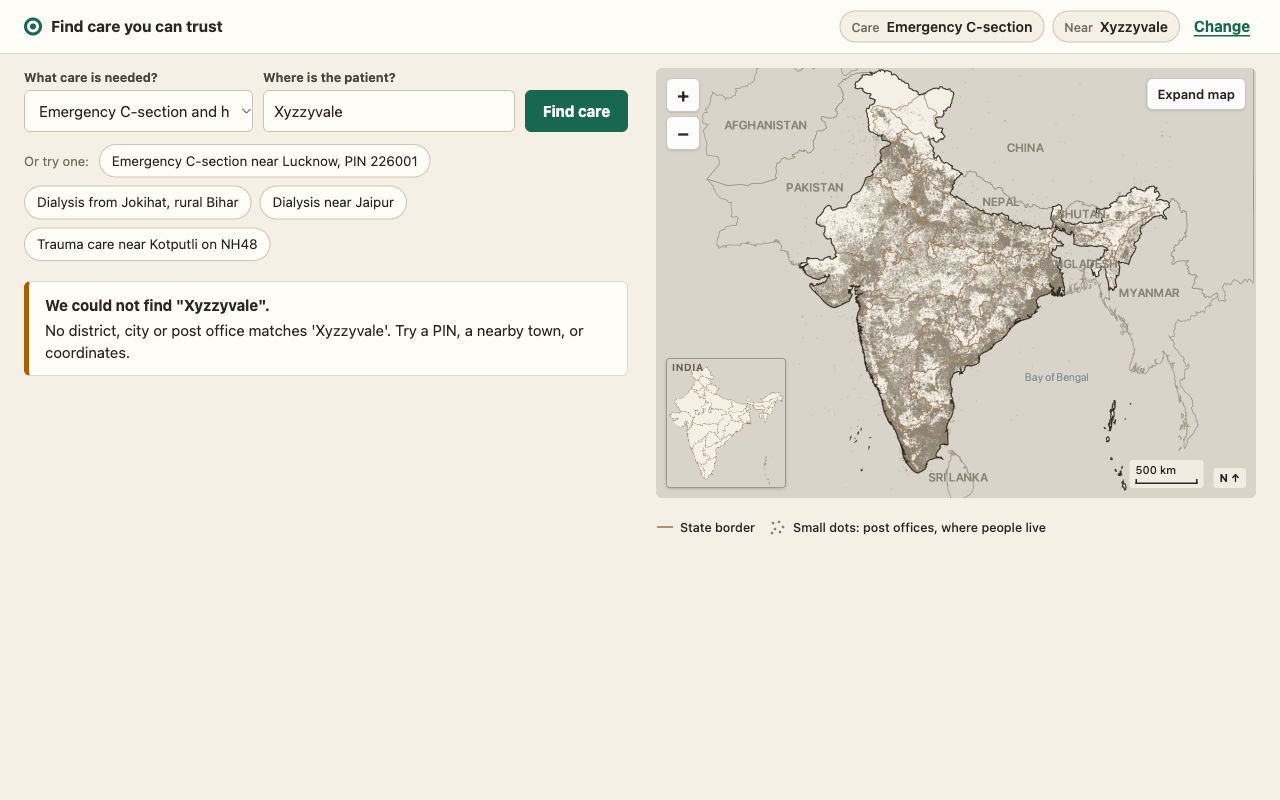 Find care you can trust
Care Emergency C-section
Near Xyzzyvale
Change
What care is needed?
Where is the patient?
Emergency C-section and h
Xyzzyvale
Find care
Or try one:
Emergency C-section near Lucknow, PIN 226001
Dialysis from Jokihat, rural Bihar
Dialysis near Jaipur
Trauma care near Kotputli on NH48
We could not find "Xyzzyvale".
No district, city or post office matches 'Xyzzyvale'. Try a PIN, a nearby town, or
coordinates.
+
−
Expand map
AFGHANISTAN
CHINA
PAKISTAN
NEPAL
BHUTAN
NGLADESH
MYANMAR
INDIA
Bay of Bengal
SRI LANKA
500 km
N ↑
State border
Small dots: post offices, where people live